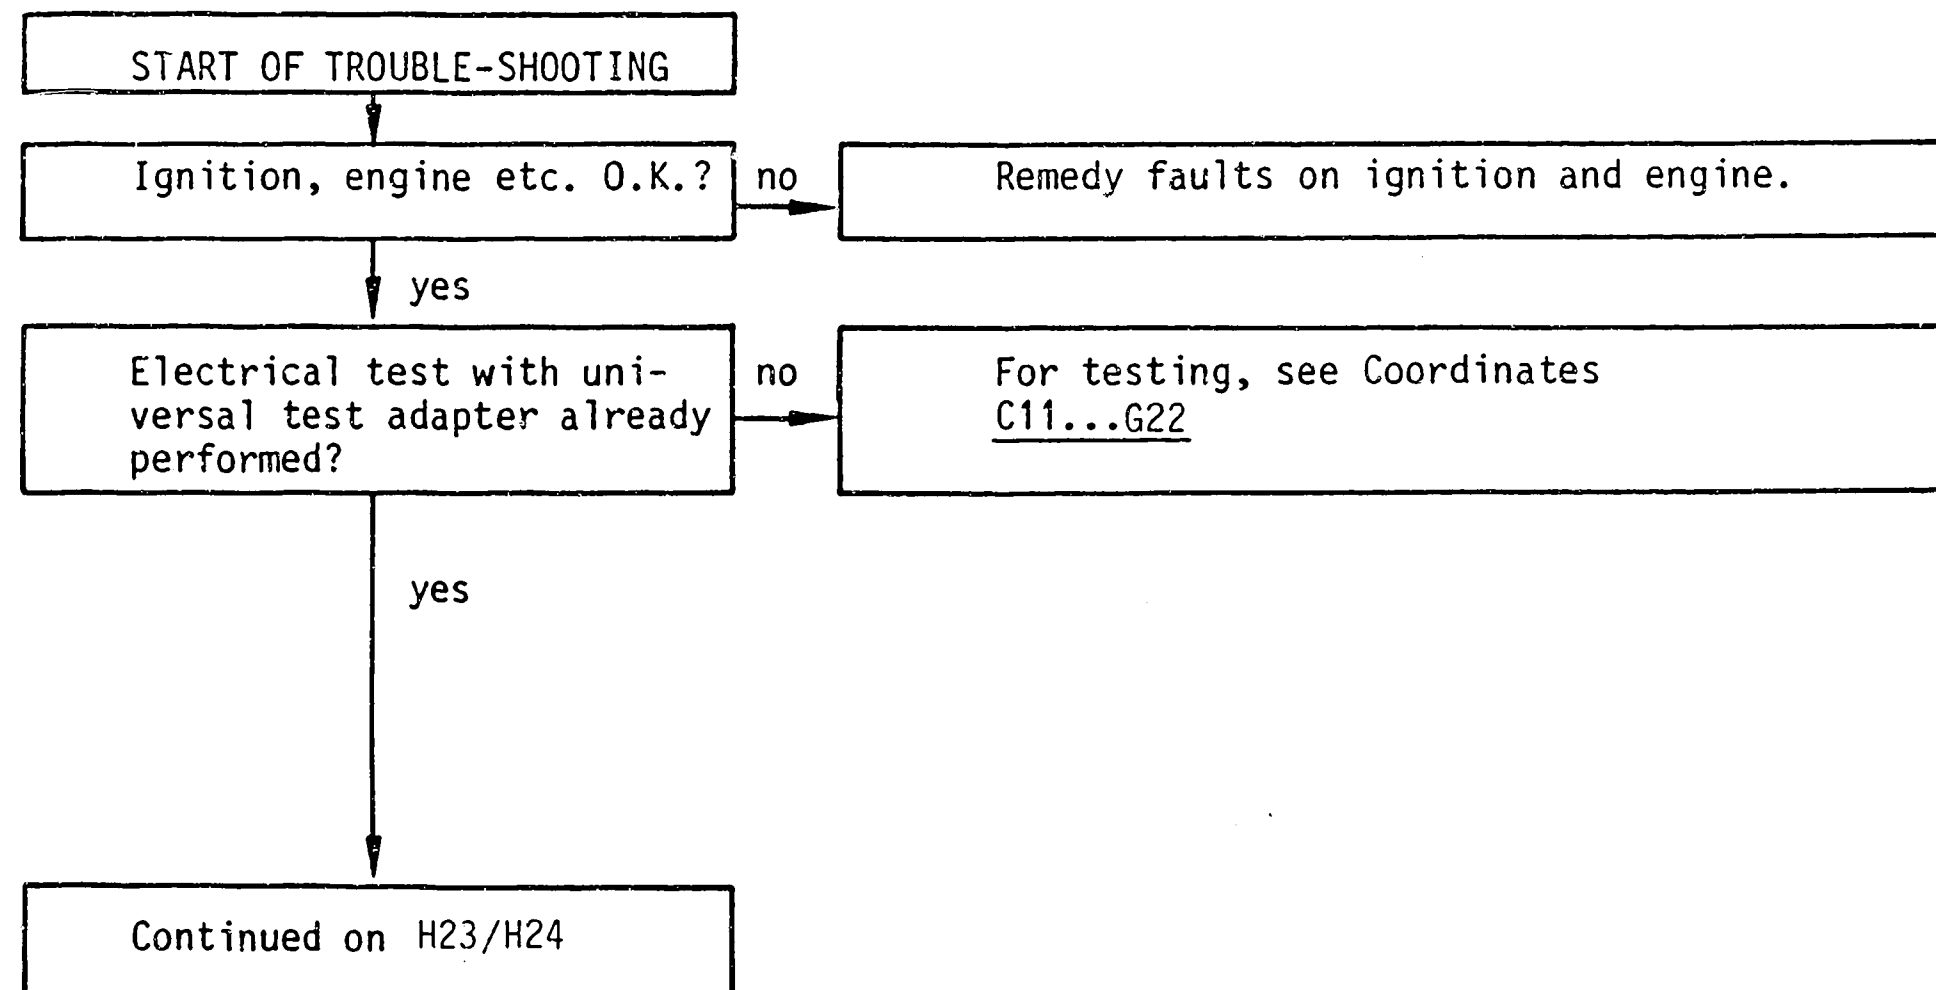 START OF TROUBLE-SHOOTING
Ignition, engine etc. O.K.?
no
Remedy faults on ignition and engine.
yes
Electrical test with uni-
versal test adapter already
performed?
no
For testing, see Coordinates
C11...G22
yes
Continued on H23/H24